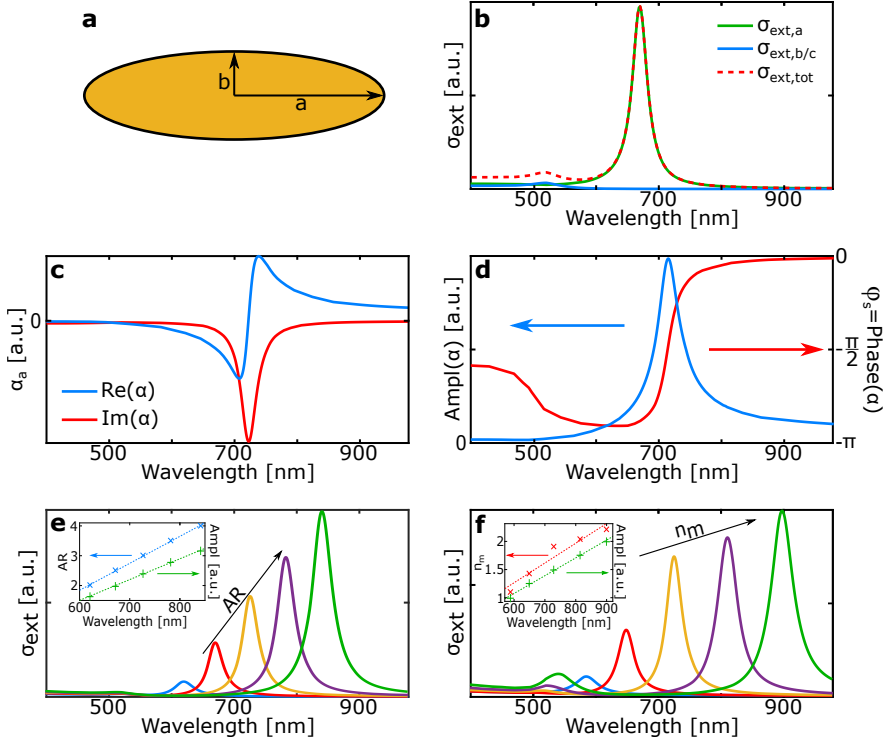 a
b
a
b
σext,a
σext,b/c
σext,tot
σext [a.u.]
500 700 900
Wavelength [nm]
c
αa [a.u.]
0
Re(α)
Im(α)
500 700 900
Wavelength [nm]
d
Ampl(α) [a.u.]
0
0
-π/2
-π
φs=Phase(α)
500 700 900
Wavelength [nm]
e
σext [a.u.]
AR
4
3
2
600 700 800
Wavelength [nm]
Ampl [a.u.]
AR
500 700 900
Wavelength [nm]
f
σext [a.u.]
nm
2
1.5
1
600 700 800 900
Wavelength [nm]
Ampl [a.u.]
nm
500 700 900
Wavelength [nm]